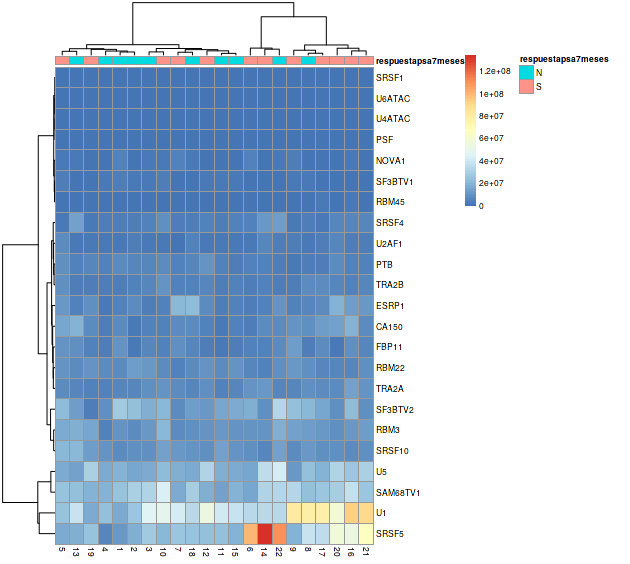 respuestapsa7meses
respuestapsa7meses
N
S
1.2e+08
1e+08
8e+07
6e+07
4e+07
2e+07
0
SRSF1
U6ATAC
U4ATAC
PSF
NOVA1
SF3BTV1
RBM45
SRSF4
U2AF1
PTB
TRA2B
ESRP1
CA150
FBP11
RBM22
TRA2A
SF3BTV2
RBM3
SRSF10
U5
SAM68TV1
U1
SRSF5
5 13 19 4 1 2 3 10 7 18 12 11 15 6 14 22 9 8 17 20 16 21